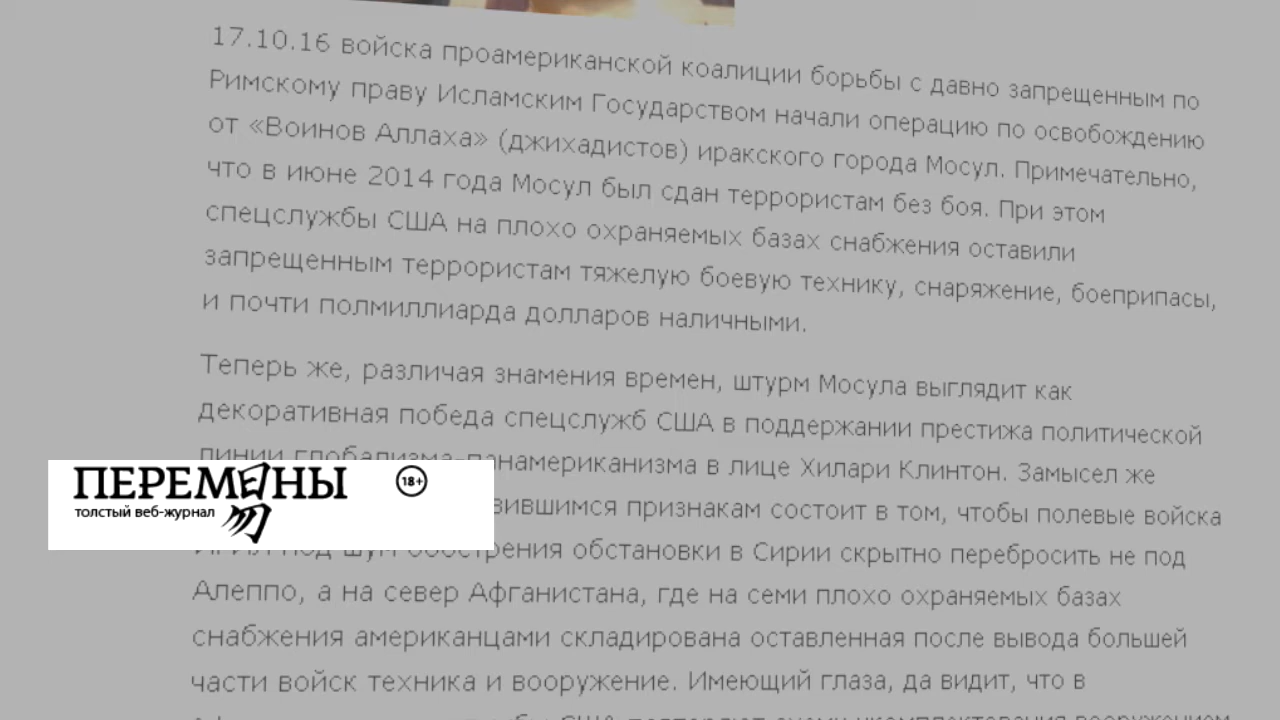 17.10.16 войска проамериканской коалиции борьбы с давно запрещенным по
Римскому праву Исламским Государством начали операцию по освобождению
от «Воинов Аллаха» (джихадистов) иракского города Мосул. Примечательно,
что в июне 2014 года Мосул был сдан террористам без боя. При этом
спецслужбы США на плохо охраняемых базах снабжения оставили
запрещенным террористам тяжелую боевую технику, снаряжение, боеприпасы,
и почти полмиллиарда долларов наличными.
Теперь же, различая знамения времен, штурм Мосула выглядит как
декоративная победа спецслужб США в поддержании престижа политической
линии глобализма-панамериканизма в лице Хилари Клинтон. Замысел же
признакам состоит в том, чтобы полевые войска
обстановки в Сирии скрытно перебросить не под
Алеппо, а на север Афганистана, где на семи плохо охраняемых базах
снабжения американцами складирована оставленная после вывода большей
части войск техника и вооружение. Имеющий глаза, да видит, что в
ПЕРЕМЕНЫ
18+
толстый веб-журнал